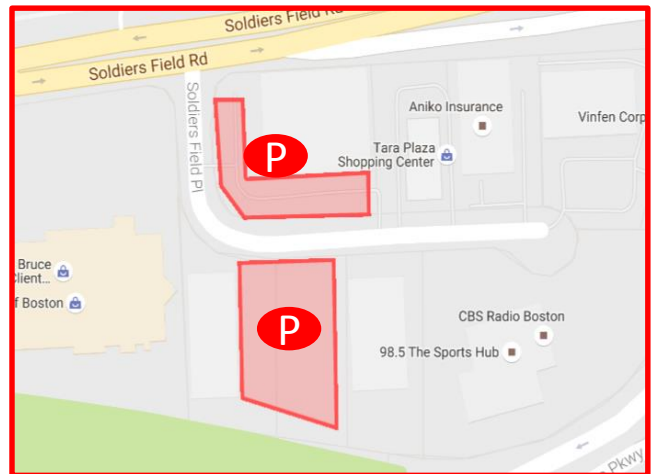 Soldiers Field Rd
Soldiers Field Rd
Soldiers Field Pl
P
Aniko Insurance
Vinfen Corp
Tara Plaza
Shopping Center
Bruce
Client...
f Boston
P
CBS Radio Boston
98.5 The Sports Hub
Pkwy